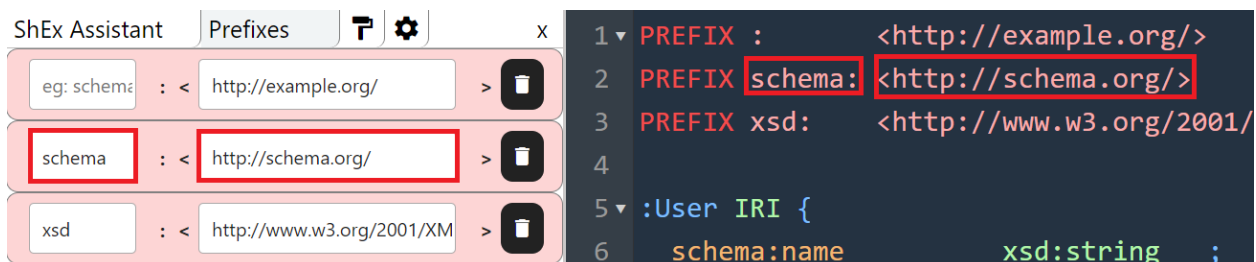 ShEx Assistant Prefixes x
eg: schema : < http://example.org/ >
schema : < http://schema.org/ >
xsd : < http://www.w3.org/2001/XM >
1 PREFIX : <http://example.org/>
2 PREFIX schema: <http://schema.org/>
3 PREFIX xsd: <http://www.w3.org/2001/
4
5 :User IRI {
6 schema:name xsd:string ;